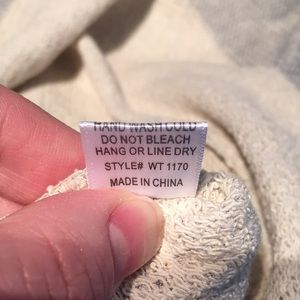 HAND WASH COLD
DO NOT BLEACH
HANG OR LINE DRY
STYLE# WT 1170
MADE IN CHINA